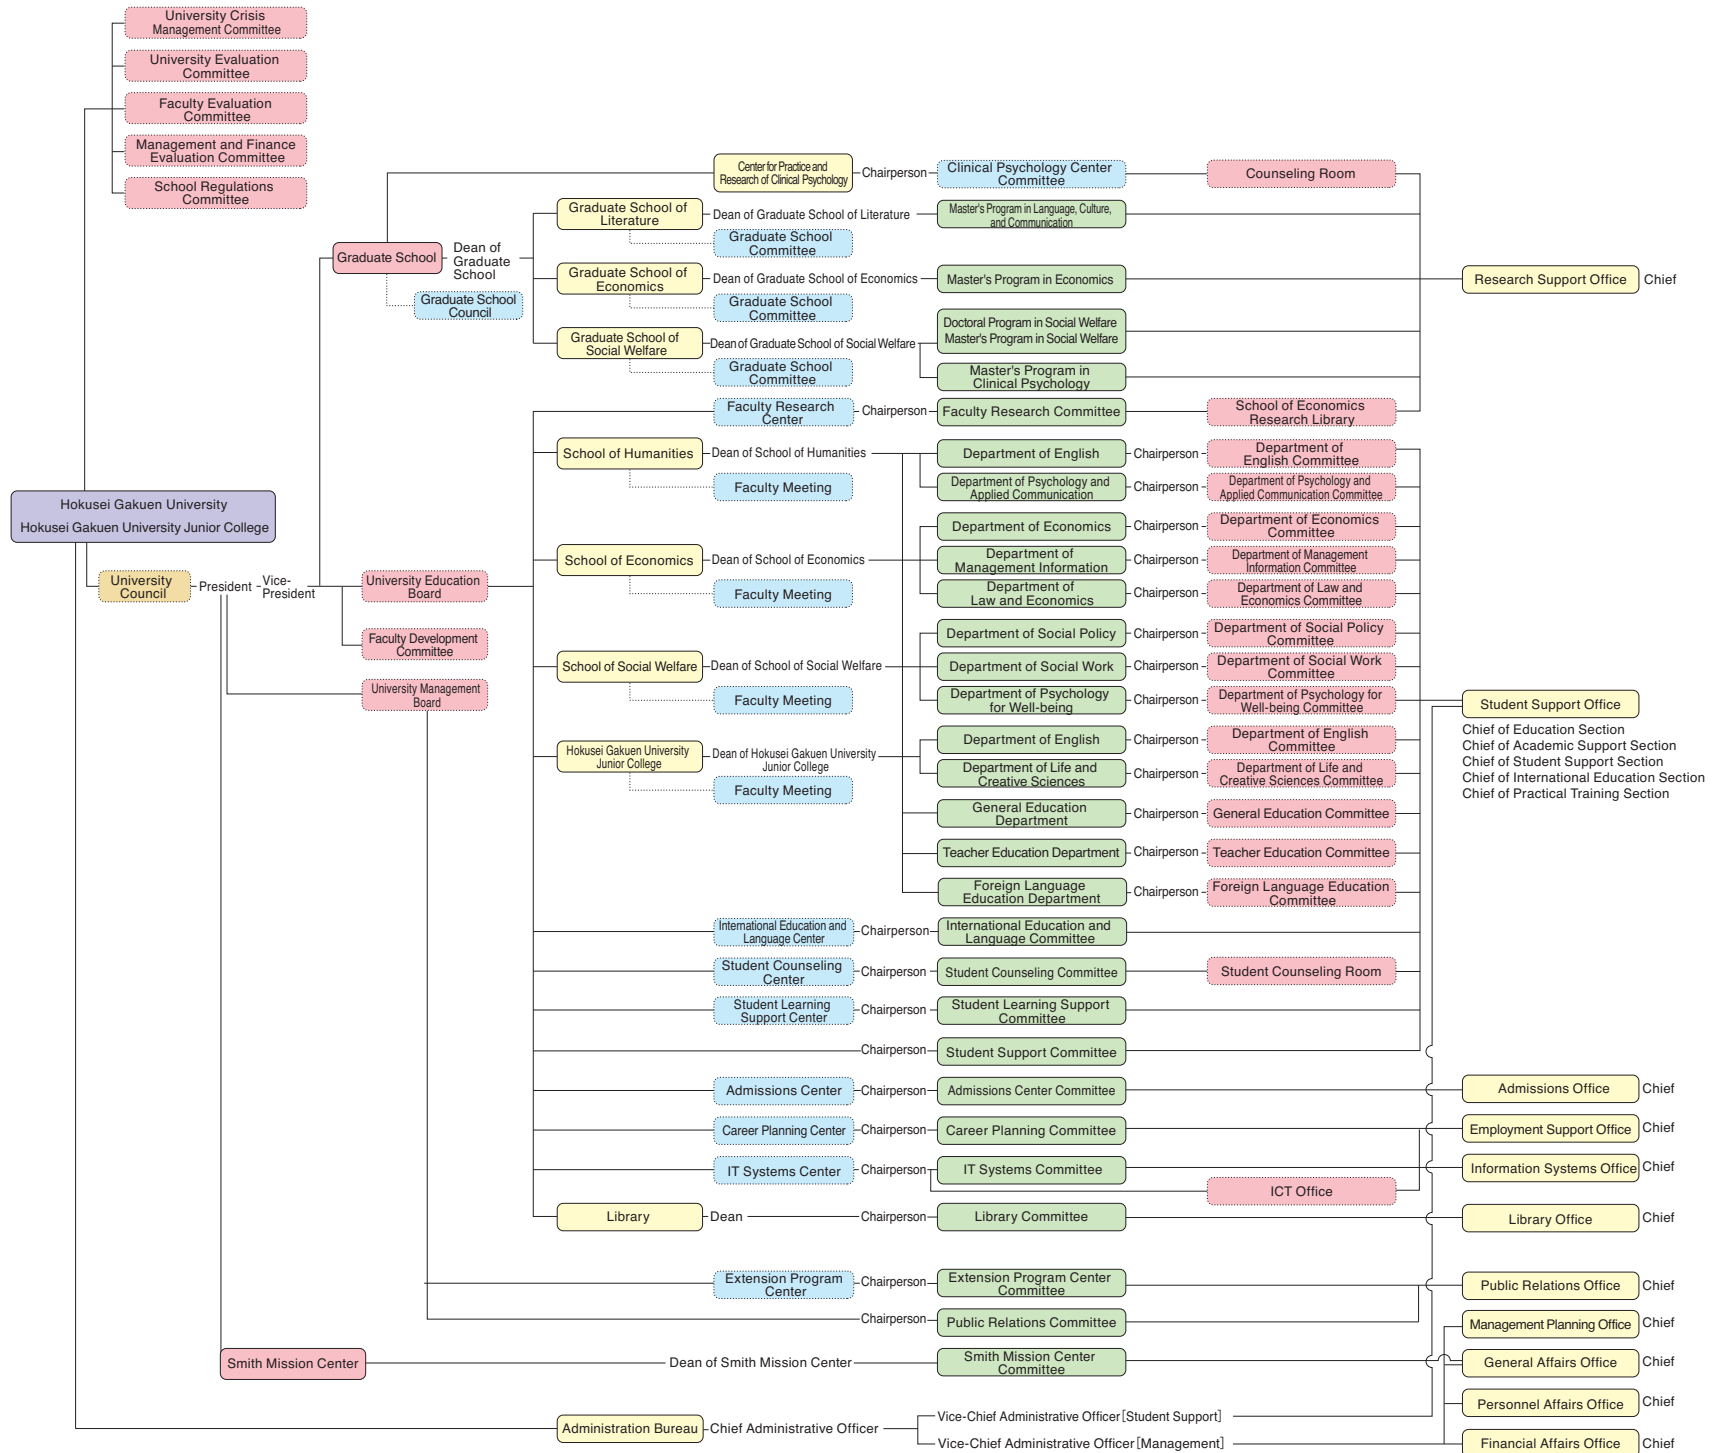 University Crisis
Management Committee
University Evaluation
Committee
Faculty Evaluation
Committee
Management and Finance
Evaluation Committee
School Regulations
Committee
Center for Practice and
Research of Clinical Psychology
Chairperson
Clinical Psychology Center
Committee
Counseling Room
Graduate School of
Literature
Dean of Graduate School of Literature
Master's Program in Language, Culture,
and Communication
Graduate School
Committee
Graduate School
Dean of
Graduate
School
Graduate School
Council
Graduate School of
Economics
Dean of Graduate School of Economics
Master's Program in Economics
Research Support Office
Chief
Graduate School
Committee
Graduate School of
Social Welfare
Dean of Graduate School of Social Welfare
Doctoral Program in Social Welfare
Master's Program in Social Welfare
Graduate School
Committee
Master's Program in
Clinical Psychology
Faculty Research
Center
Chairperson
Faculty Research Committee
School of Economics
Research Library
School of Humanities
Dean of School of Humanities
Department of English
Chairperson
Department of
English Committee
Faculty Meeting
Department of Psychology and
Applied Communication
Chairperson
Department of Psychology and
Applied Communication Committee
Hokusei Gakuen University
Hokusei Gakuen University Junior College
Department of Economics
Chairperson
Department of Economics
Committee
School of Economics
Dean of School of Economics
Department of
Management Information
Chairperson
Department of Management
Information Committee
Faculty Meeting
Department of
Law and Economics
Chairperson
Department of Law and
Economics Committee
University
Council
President
Vice-
President
University Education
Board
Faculty Development
Committee
University Management
Board
Department of Social Policy
Chairperson
Department of Social Policy
Committee
School of Social Welfare
Dean of School of Social Welfare
Department of Social Work
Chairperson
Department of Social Work
Committee
Faculty Meeting
Department of Psychology
for Well-being
Chairperson
Department of Psychology for
Well-being Committee
Student Support Office
Chief of Education Section
Chief of Academic Support Section
Chief of Student Support Section
Chief of International Education Section
Chief of Practical Training Section
Hokusei Gakuen University
Junior College
Dean of Hokusei Gakuen University
Junior College
Department of English
Chairperson
Department of English
Committee
Faculty Meeting
Department of Life and
Creative Sciences
Chairperson
Department of Life and
Creative Sciences Committee
General Education
Department
Chairperson
General Education Committee
Teacher Education Department
Chairperson
Teacher Education Committee
Foreign Language
Education Department
Chairperson
Foreign Language Education
Committee
International Education and
Language Center
Chairperson
International Education and
Language Committee
Student Counseling
Center
Chairperson
Student Counseling Committee
Student Counseling Room
Student Learning
Support Center
Chairperson
Student Learning Support
Committee
Chairperson
Student Support Committee
Admissions Center
Chairperson
Admissions Center Committee
Admissions Office
Chief
Career Planning Center
Chairperson
Career Planning Committee
Employment Support Office
Chief
IT Systems Center
Chairperson
IT Systems Committee
Information Systems Office
Chief
ICT Office
Library
Dean
Chairperson
Library Committee
Library Office
Chief
Extension Program
Center
Chairperson
Extension Program Center
Committee
Public Relations Office
Chief
Chairperson
Public Relations Committee
Management Planning Office
Chief
Smith Mission Center
Dean of Smith Mission Center
Smith Mission Center
Committee
General Affairs Office
Chief
Personnel Affairs Office
Chief
Administration Bureau
Chief Administrative Officer
Vice-Chief Administrative Officer [Student Support]
Vice-Chief Administrative Officer [Management]
Financial Affairs Office
Chief